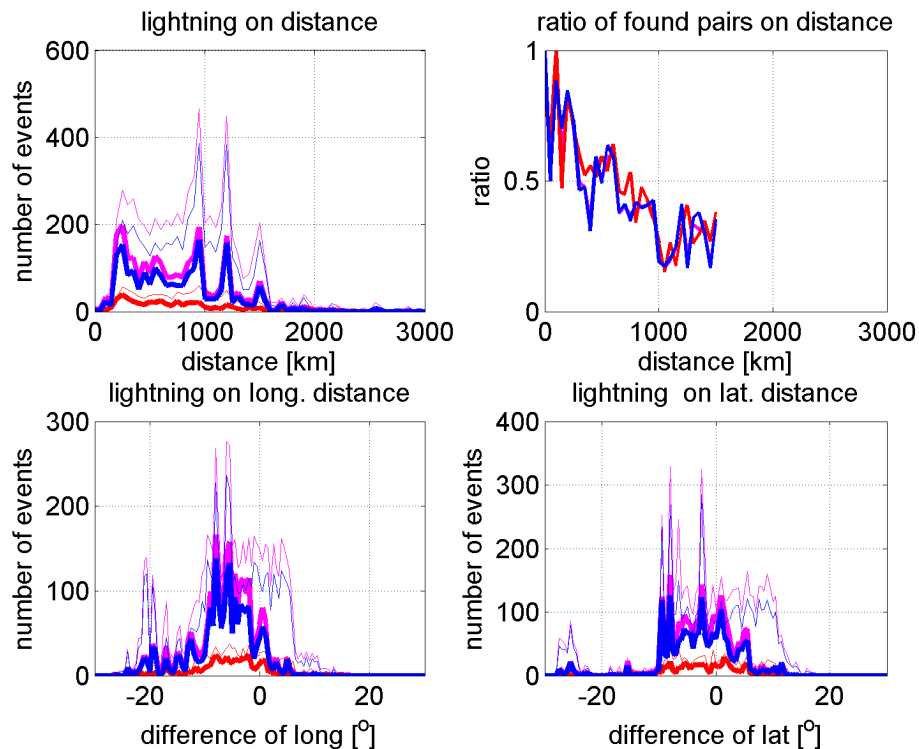 lightning on distance
number of events
600
400
200
0
0
1000
2000
3000
distance [km]
ratio of found pairs on distance
ratio
1
0.5
0
0
1000
2000
3000
distance [km]
lightning on long. distance
number of events
300
200
100
0
-20
0
20
difference of long [o]
lightning on lat. distance
number of events
400
300
200
100
0
-20
0
20
difference of lat [o]